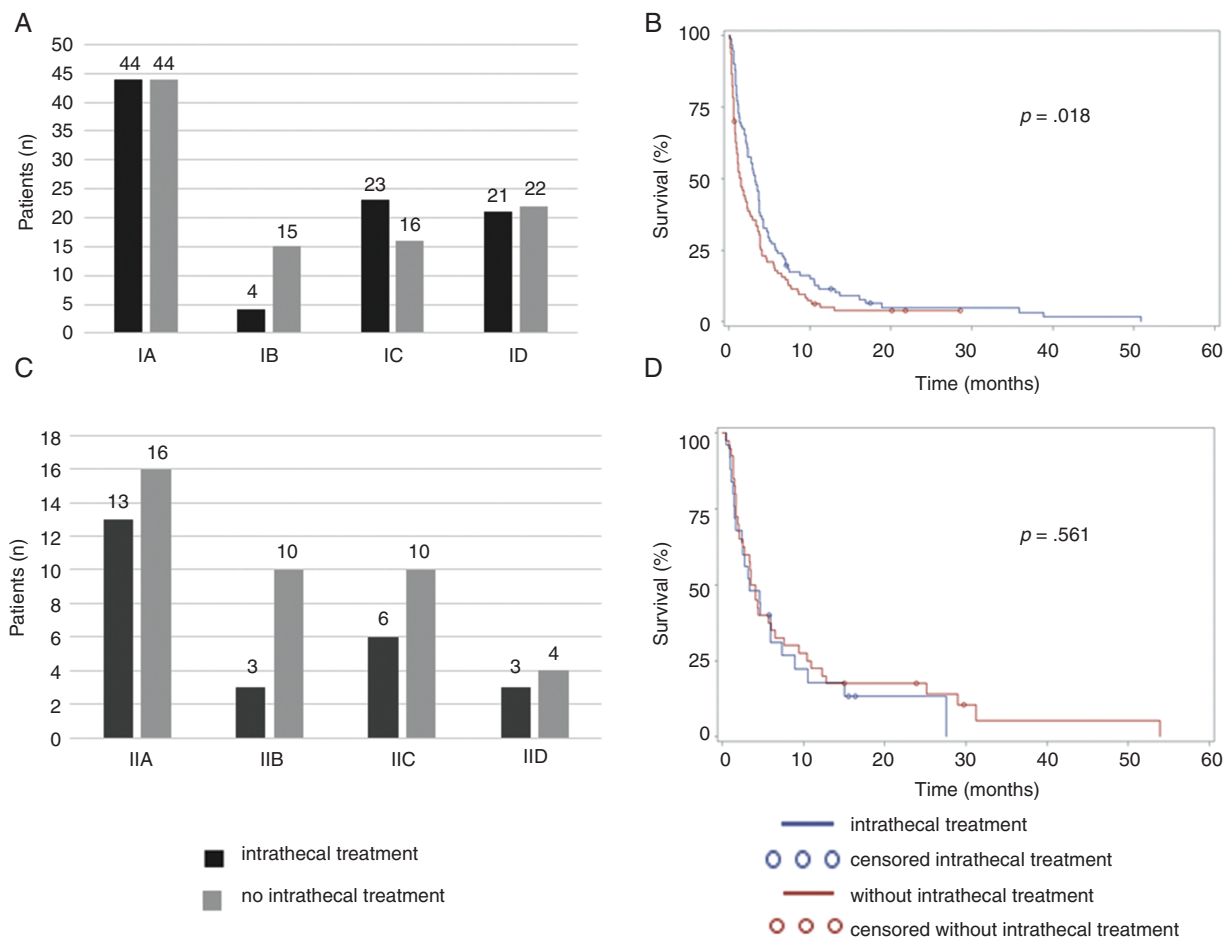 A
50
45
40
35
30
25
20
15
10
5
0
Patients (n)
44 44
4 15
23 16
21 22
IA IB IC ID
B
100
75
50
25
0
Survival (%)
p = .018
0 10 20 30 40 50 60
Time (months)
C
18
16
14
12
10
8
6
4
2
0
Patients (n)
13 16
3 10
6 10
3 4
IIA IIB IIC IID
D
100
75
50
25
0
Survival (%)
p = .561
0 10 20 30 40 50 60
Time (months)
intrathecal treatment
no intrathecal treatment
intrathecal treatment
censored intrathecal treatment
without intrathecal treatment
censored without intrathecal treatment